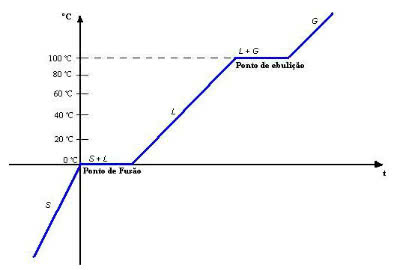 °C
G
L + G
100 °C
Ponto de ebulição
80 °C
60 °C
L
40 °C
20 °C
0 °C
S + L
Ponto de Fusão
t
S